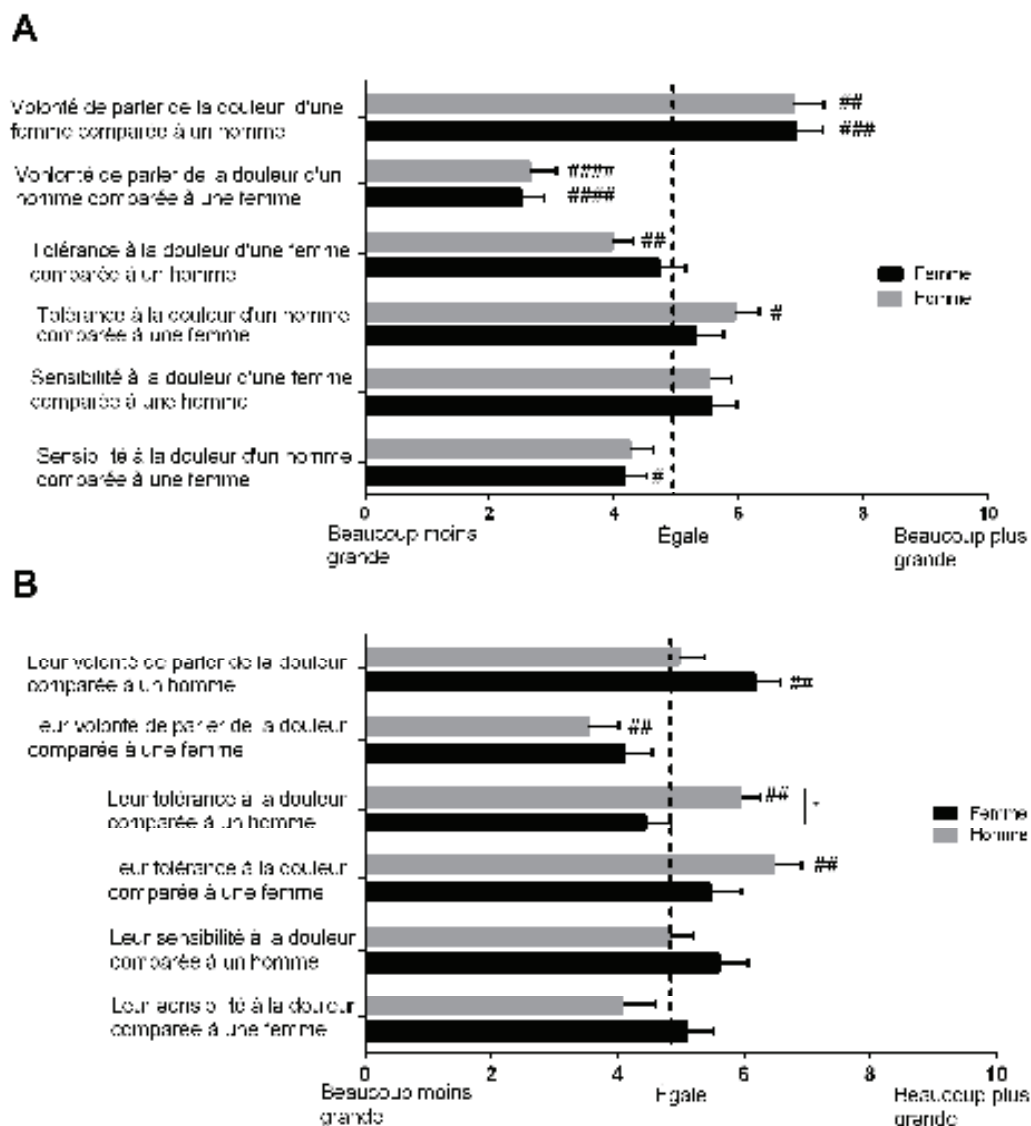 A
Volonté de parler de la douleur d'une
femme comparée à un homme
##
###
Vonlonté de parler de la douleur d'un
homme comparée à une femme
####
####
Tolérance à la douleur d'une femme
comparée à un homme
##
Tolérance à la douleur d'un homme
comparée à une femme
#
Sensibilité à la douleur d'une femme
comparée à une homme
Sensibilité à la douleur d'un homme
comparée à une femme
#
Femme
Homme
0 2 4 6 8 10
Beaucoup moins
grande
Égale
Beaucoup plus
grande
B
Leur volonté de parler de la douleur
comparée à un homme
##
Leur volonté de parler de la douleur
comparée à une femme
##
Leur tolérance à la douleur
comparée à un homme
##
*
Leur tolérance à la douleur
comparée à une femme
##
Leur sensibilité à la douleur
comparée à un homme
Leur sensibilité à la douleur
comparée à une femme
Femme
Homme
0 2 4 6 8 10
Beaucoup moins
grande
Égale
Beaucoup plus
grande